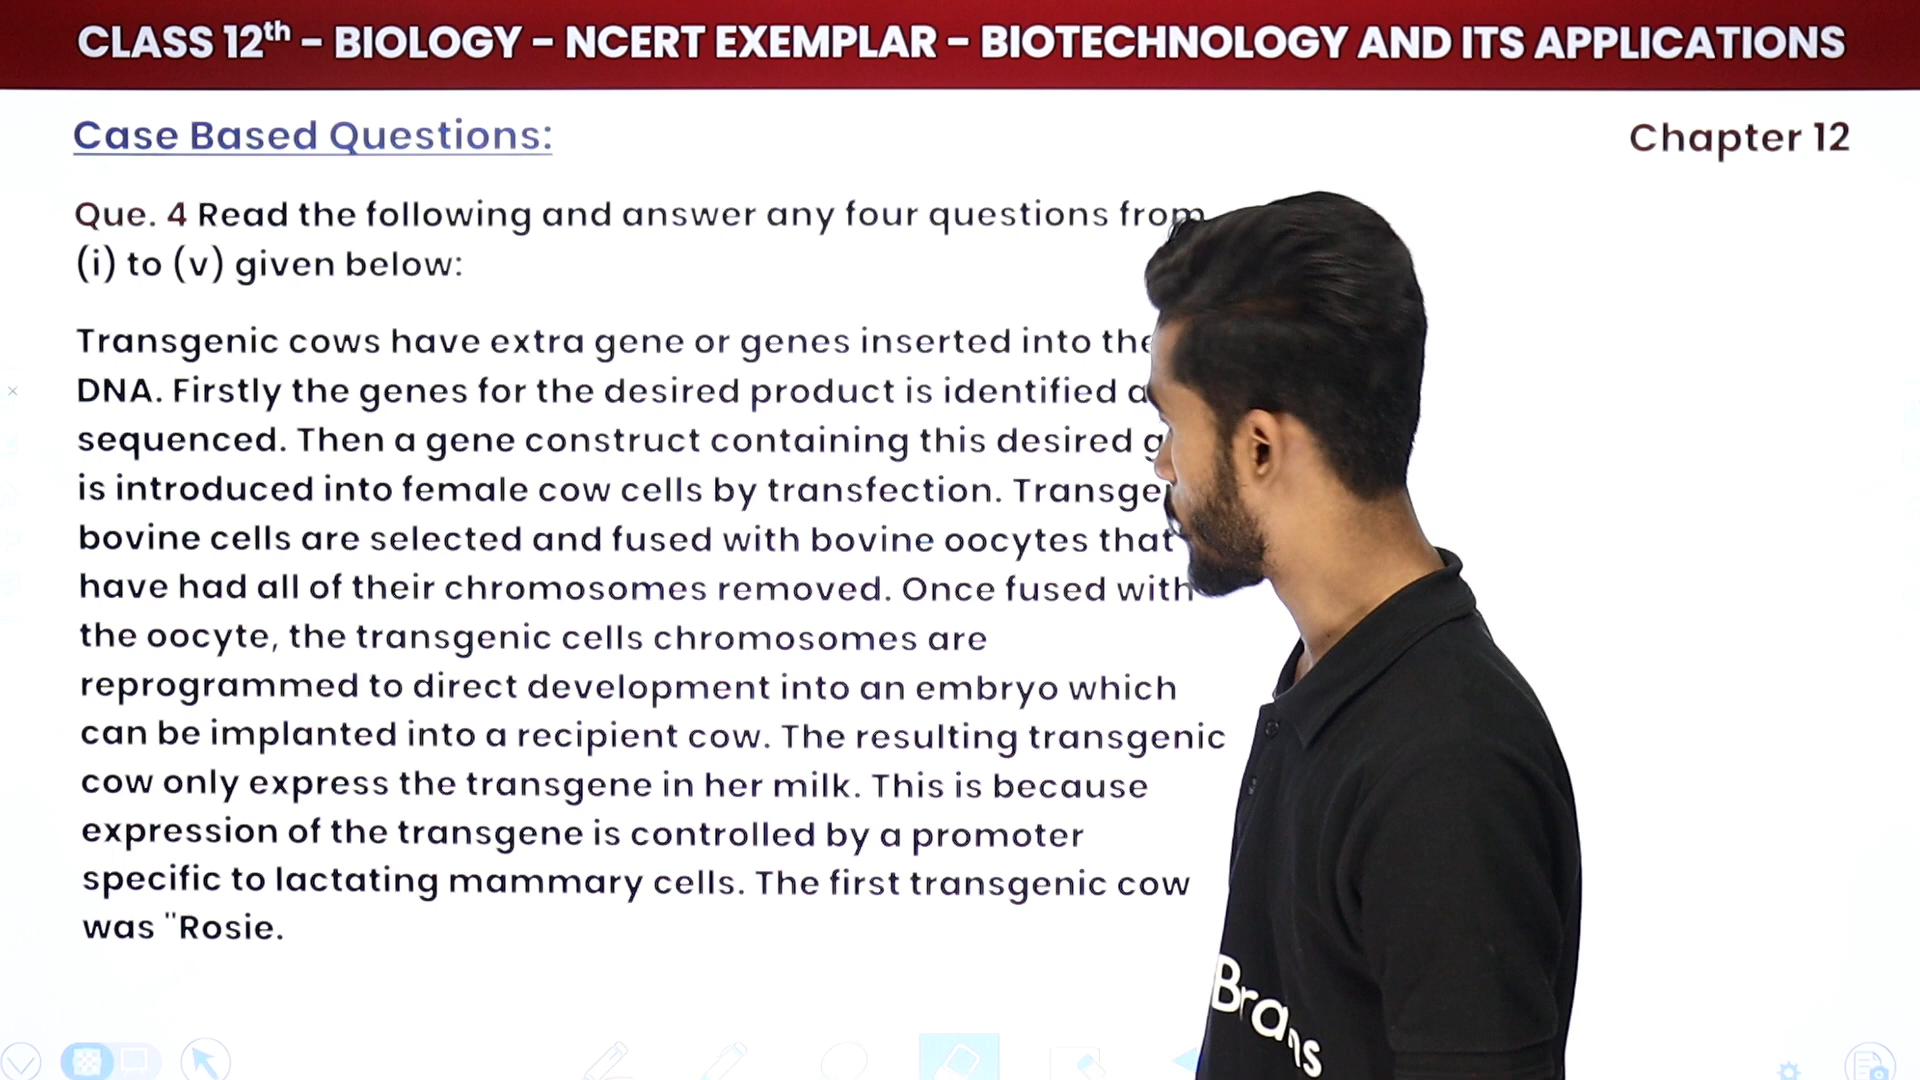 CLASS 12th – BIOLOGY – NCERT EXEMPLAR – BIOTECHNOLOGY AND ITS APPLICATIONS
Case Based Questions:
Chapter 12
Que. 4 Read the following and answer any four questions from
(i) to (v) given below:
Transgenic cows have extra gene or genes inserted into
DNA. Firstly the genes for the desired product is identified
sequenced. Then a gene construct containing this desired
is introduced into female cow cells by transfection.
bovine cells are selected and fused with bovine oocytes that
have had all of their chromosomes removed. Once fused with
the oocyte, the transgenic cells chromosomes are
reprogrammed to direct development into an embryo which
can be implanted into a recipient cow. The resulting transgenic
cow only express the transgene in her milk. This is because
expression of the transgene is controlled by a promoter
specific to lactating mammary cells. The first transgenic cow
was "Rosie.